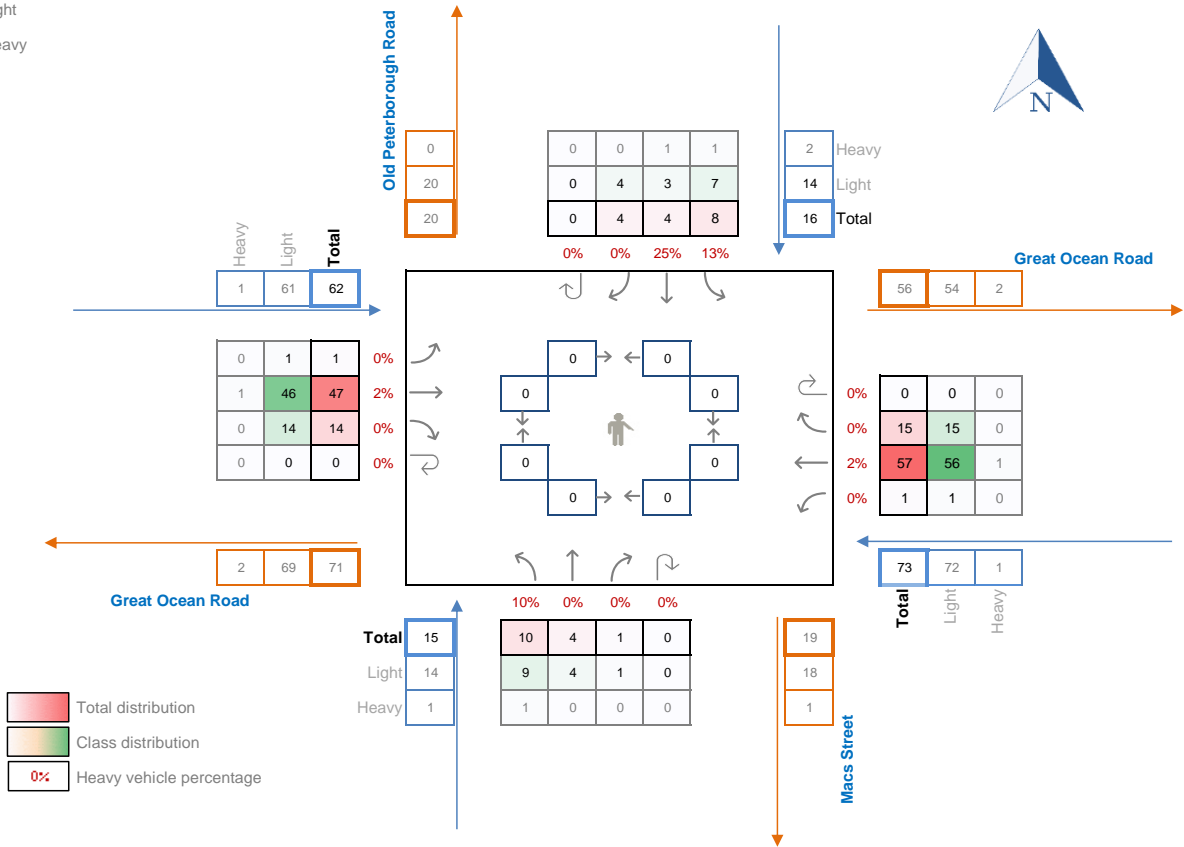 ght
eavy
Old Peterborough Road
N
0
20
20
0 0 1 1
0 4 3 7
0 4 4 8
0% 0% 25% 13%
2 Heavy
14 Light
16 Total
Heavy Light Total
1 61 62
Great Ocean Road
56 54 2
0 1 1 0%
1 46 47 2%
0 14 14 0%
0 0 0 0%
0 0
0 0
0 0
0 0
0% 0 0 0
0% 15 15 0
2% 57 56 1
0% 1 1 0
2 69 71
Great Ocean Road
73 72 1
Total Light Heavy
10% 0% 0% 0%
Total 15
Light 14
Heavy 1
10 4 1 0
9 4 1 0
1 0 0 0
19
18
1
Macs Street
Total distribution
Class distribution
0% Heavy vehicle percentage